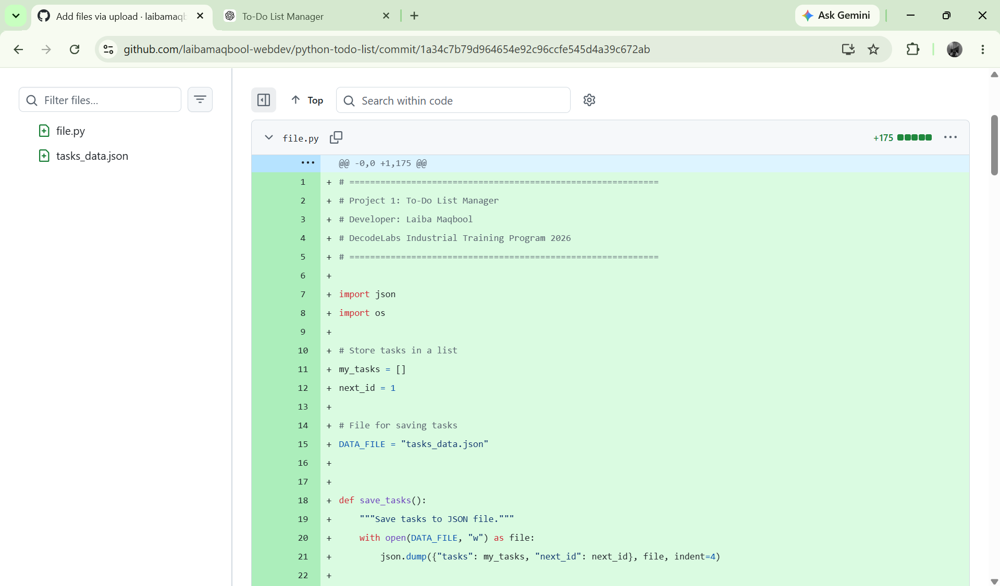 Add files via upload · laibamaqb
To-Do List Manager
Ask Gemini
github.com/laibamaqbool-webdev/python-todo-list/commit/1a34c7b79d964654e92c96ccfe545d4a39c672ab
Filter files...
file.py
tasks_data.json
Top
Search within code
file.py
+175
@@ -0,0 +1,175 @@
1 + # ============================================================
2 + # Project 1: To-Do List Manager
3 + # Developer: Laiba Maqbool
4 + # DecodeLabs Industrial Training Program 2026
5 + # ============================================================
6 +
7 + import json
8 + import os
9 +
10 + # Store tasks in a list
11 + my_tasks = []
12 + next_id = 1
13 +
14 + # File for saving tasks
15 + DATA_FILE = "tasks_data.json"
16 +
17 +
18 + def save_tasks():
19 +     """Save tasks to JSON file."""
20 +     with open(DATA_FILE, "w") as file:
21 +         json.dump({"tasks": my_tasks, "next_id": next_id}, file, indent=4)
22 +